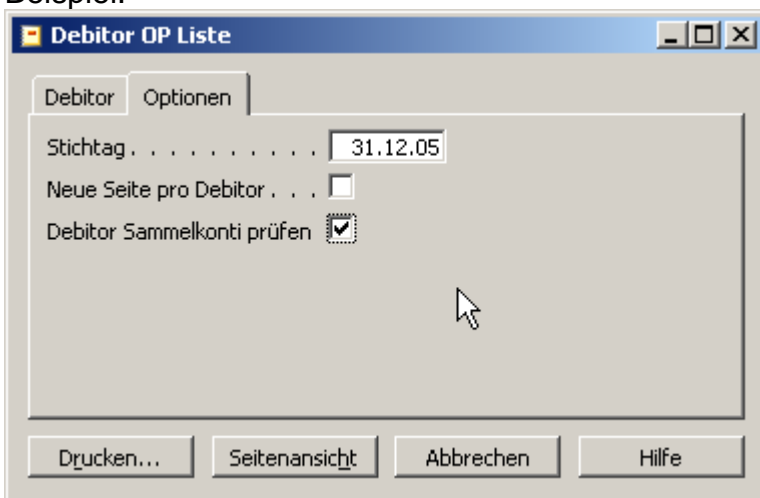 Beispiel:
Debitor OP Liste
Debitor Optionen
Stichtag . . . . . . . . . . 31.12.05
Neue Seite pro Debitor . . .
Debitor Sammelkonti prüfen
Drucken... Seitenansicht Abbrechen Hilfe